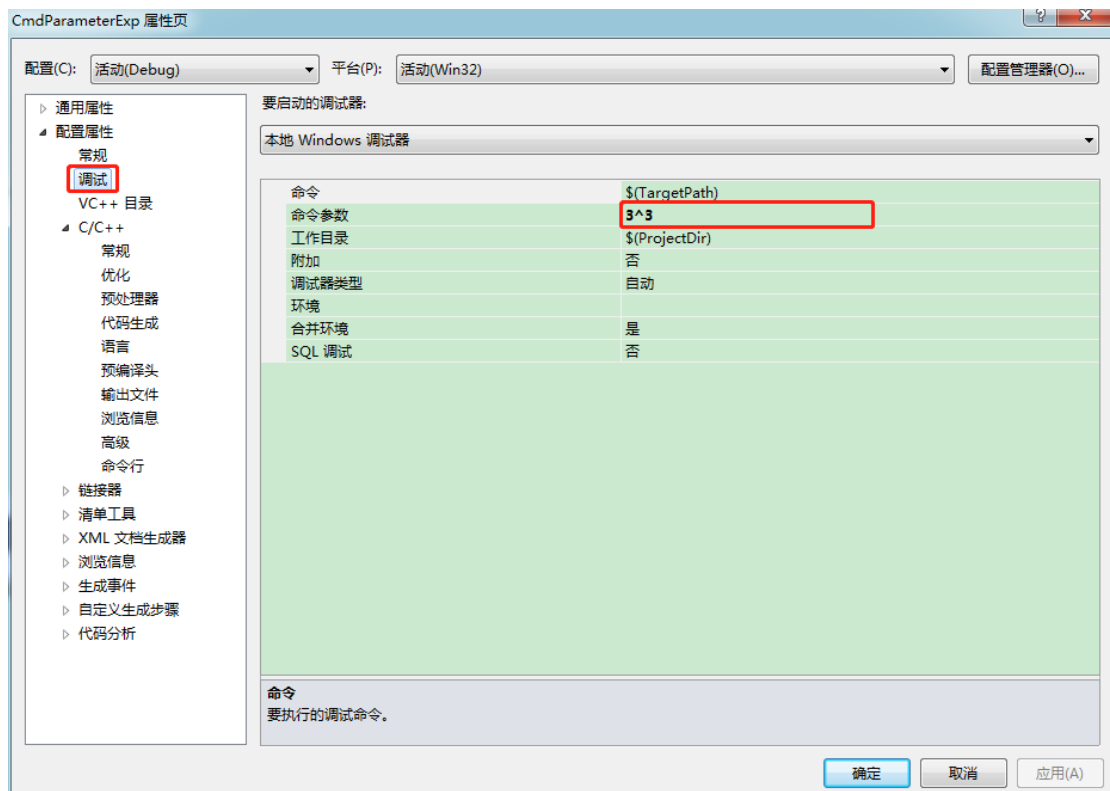 CmdParameterExp 属性页
配置(C): 活动(Debug) 平台(P): 活动(Win32) 配置管理器(O)...
通用属性
配置属性
常规
调试
VC++ 目录
C/C++
常规
优化
预处理器
代码生成
语言
预编译头
输出文件
浏览信息
高级
命令行
链接器
清单工具
XML 文档生成器
浏览信息
生成事件
自定义生成步骤
代码分析
要启动的调试器:
本地 Windows 调试器
命令 $(TargetPath)
命令参数 3^3
工作目录 $(ProjectDir)
附加 否
调试器类型 自动
环境
合并环境 是
SQL 调试 否
命令
要执行的调试命令。
确定 取消 应用(A)